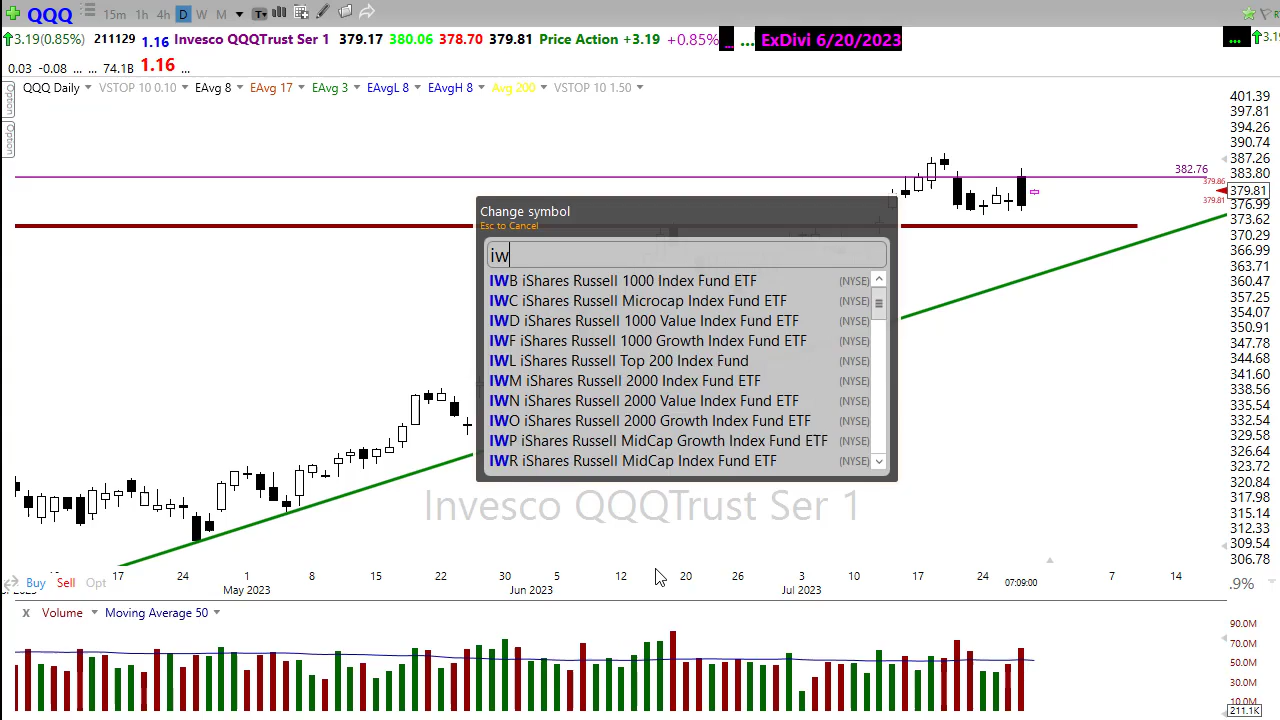 QQQ 15m 1h 4h D W M T
3.19(0.85%) 211129 1.16 Invesco QQQTrust Ser 1 379.17 380.06 378.70 379.81 Price Action +3.19 +0.85% ... ... ExDivi 6/20/2023 ... 3.19
0.03 -0.08 ... ... 74.1B 1.16 ...
QQQ Daily VSTOP 10 0.10 EAvg 8 EAvg 17 EAvg 3 EAvgL 8 EAvgH 8 Avg 200 VSTOP 10 1.50
Option
Option
401.39
397.81
394.26
390.74
387.26
383.80
379.81
376.99
373.62
370.29
366.99
363.71
360.47
357.25
354.07
350.91
347.78
344.68
341.60
338.56
335.54
332.54
329.58
326.64
323.72
320.84
317.98
315.14
312.33
309.54
306.78
382.76
379.86
379.81
Change symbol
Esc to Cancel
iw
IWB iShares Russell 1000 Index Fund ETF (NYSE)
IWC iShares Russell Microcap Index Fund ETF (NYSE)
IWD iShares Russell 1000 Value Index Fund ETF (NYSE)
IWF iShares Russell 1000 Growth Index Fund ETF (NYSE)
IWL iShares Russell Top 200 Index Fund (NYSE)
IWM iShares Russell 2000 Index Fund ETF (NYSE)
IWN iShares Russell 2000 Value Index Fund ETF (NYSE)
IWO iShares Russell 2000 Growth Index Fund ETF (NYSE)
IWP iShares Russell MidCap Growth Index Fund ETF (NYSE)
IWR iShares Russell MidCap Index Fund ETF (NYSE)
Invesco QQQTrust Ser 1
Buy Sell Opt
17 24 1 8 15 22 30 5 12 20 26 3 10 17 24 07:09:00 7 14
May 2023 Jun 2023 Jul 2023
.9%
X Volume Moving Average 50
90.0M
70.0M
50.0M
30.0M
10.0M
211.1K